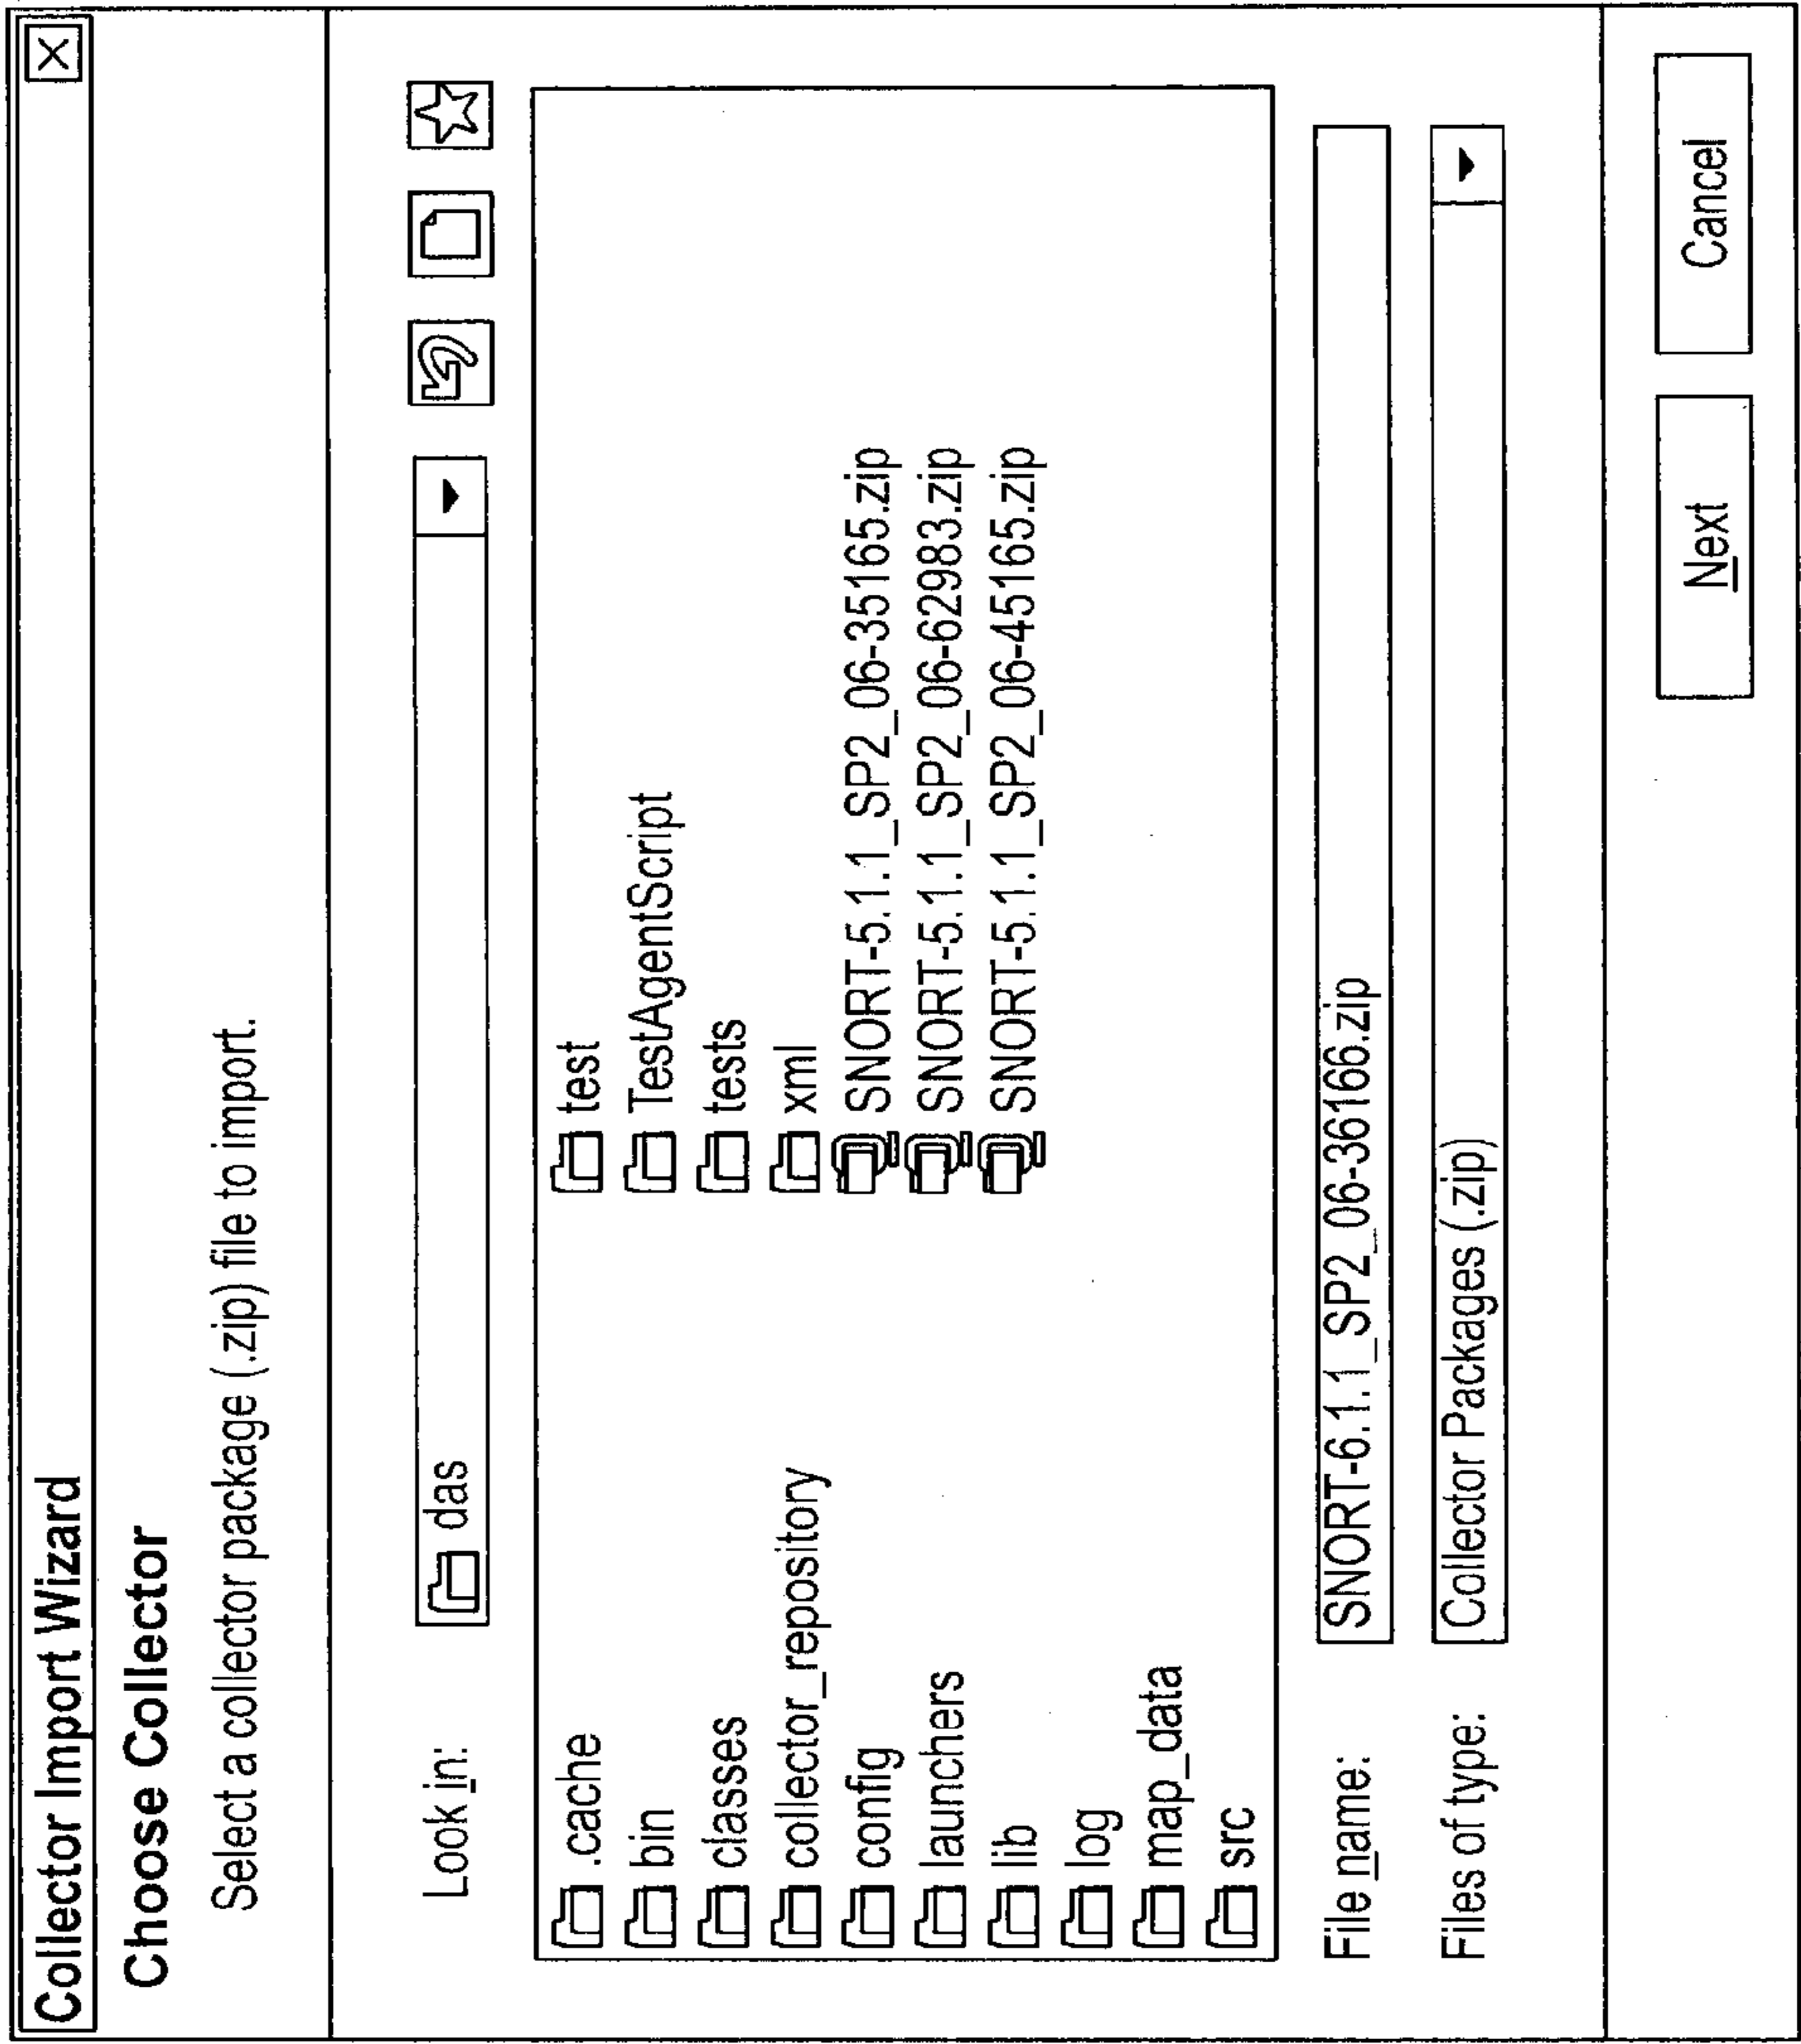 Collector Import Wizard
Choose Collector
Select a collector package (.zip) file to import.
Look in: das
.cache
bin
classes
collector_repository
config
launchers
lib
log
map_data
src
test
TestAgentScript
tests
xml
SNORT-5.1.1_SP2_06-35165.zip
SNORT-5.1.1_SP2_06-62983.zip
SNORT-5.1.1_SP2_06-45165.zip
File name: SNORT-6.1.1_SP2_06-36166.zip
Files of type: Collector Packages (.zip)
Next Cancel